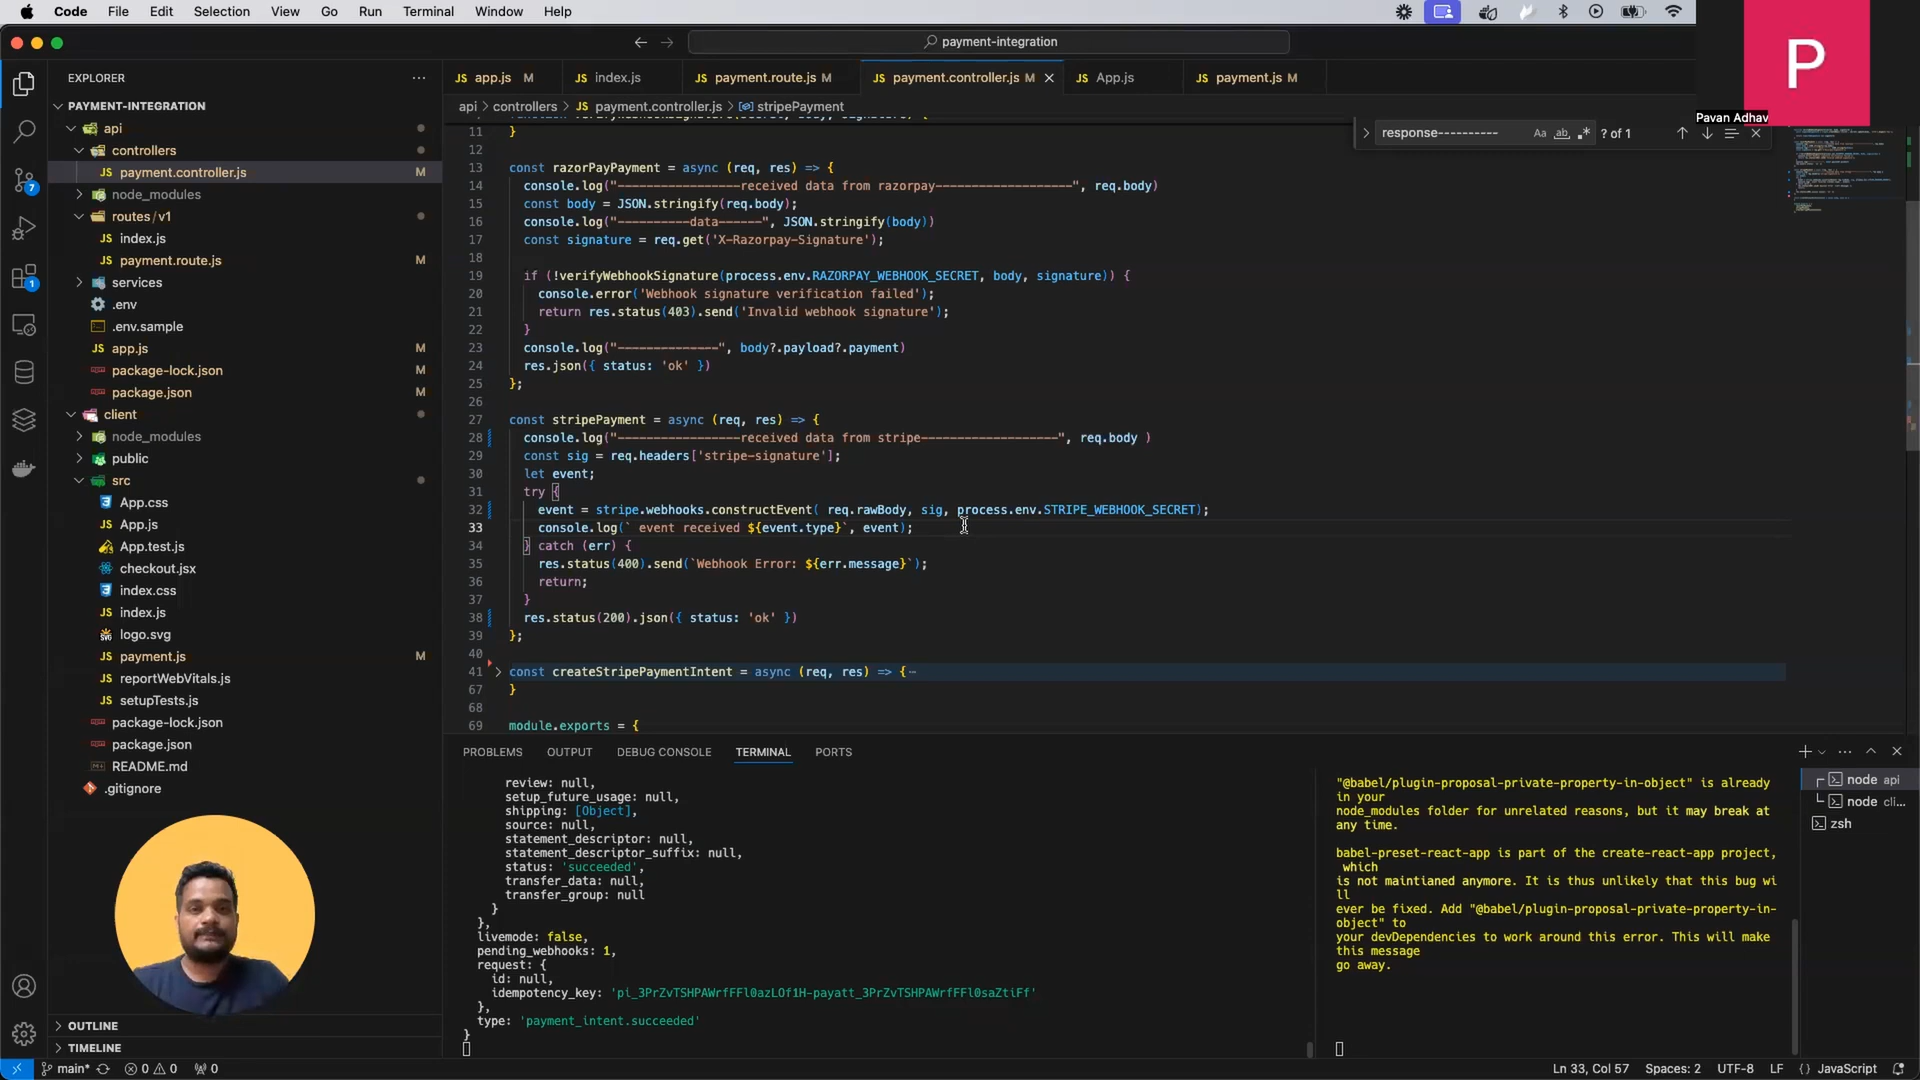 Code File Edit Selection View Go Run Terminal Window Help
payment-integration
P
Pavan Adhav
EXPLORER
PAYMENT-INTEGRATION
api
controllers
payment.controller.js M
node_modules
routes/v1
index.js
payment.route.js M
services
.env
.env.sample
app.js M
package-lock.json M
package.json M
client
node_modules
public
src
App.css
App.js
App.test.js
checkout.jsx
index.css
index.js
logo.svg
payment.js M
reportWebVitals.js
setupTests.js
package-lock.json
package.json
README.md
.gitignore
OUTLINE
TIMELINE
7
1
app.js M index.js payment.route.js M payment.controller.js M App.js payment.js M
api > controllers > payment.controller.js > stripePayment
response---------- Aa ab ? of 1
11 }
12
13 const razorPayPayment = async (req, res) => {
14 console.log("-----------------received data from razorpay-------------------", req.body)
15 const body = JSON.stringify(req.body);
16 console.log("----------data------", JSON.stringify(body))
17 const signature = req.get('X-Razorpay-Signature');
18
19 if (!verifyWebhookSignature(process.env.RAZORPAY_WEBHOOK_SECRET, body, signature)) {
20 console.error('Webhook signature verification failed');
21 return res.status(403).send('Invalid webhook signature');
22 }
23 console.log("--------------", body?.payload?.payment)
24 res.json({ status: 'ok' })
25 };
26
27 const stripePayment = async (req, res) => {
28 console.log("-----------------received data from stripe-------------------", req.body )
29 const sig = req.headers['stripe-signature'];
30 let event;
31 try {
32 event = stripe.webhooks.constructEvent( req.rawBody, sig, process.env.STRIPE_WEBHOOK_SECRET);
33 console.log(` event received ${event.type}`, event);
34 } catch (err) {
35 res.status(400).send(`Webhook Error: ${err.message}`);
36 return;
37 }
38 res.status(200).json({ status: 'ok' })
39 };
40
41 const createStripePaymentIntent = async (req, res) => {
67 }
68
69 module.exports = {
PROBLEMS OUTPUT DEBUG CONSOLE TERMINAL PORTS
review: null,
setup_future_usage: null,
shipping: [Object],
source: null,
statement_descriptor: null,
statement_descriptor_suffix: null,
status: 'succeeded',
transfer_data: null,
transfer_group: null
}
},
livemode: false,
pending_webhooks: 1,
request: {
id: null,
idempotency_key: 'pi_3PrZvTSHPAWrfFFl0azLOf1H-payatt_3PrZvTSHPAWrfFFl0saZtiFf'
},
type: 'payment_intent.succeeded'
}
"@babel/plugin-proposal-private-property-in-object" is already
in your
node_modules folder for unrelated reasons, but it may break at
any time.
babel-preset-react-app is part of the create-react-app project,
which
is not maintianed anymore. It is thus unlikely that this bug wi
ll
ever be fixed. Add "@babel/plugin-proposal-private-property-in-
object" to
your devDependencies to work around this error. This will make
this message
go away.
node api
node cli...
zsh
main* 0 0 0 Ln 33, Col 57 Spaces: 2 UTF-8 LF {} JavaScript